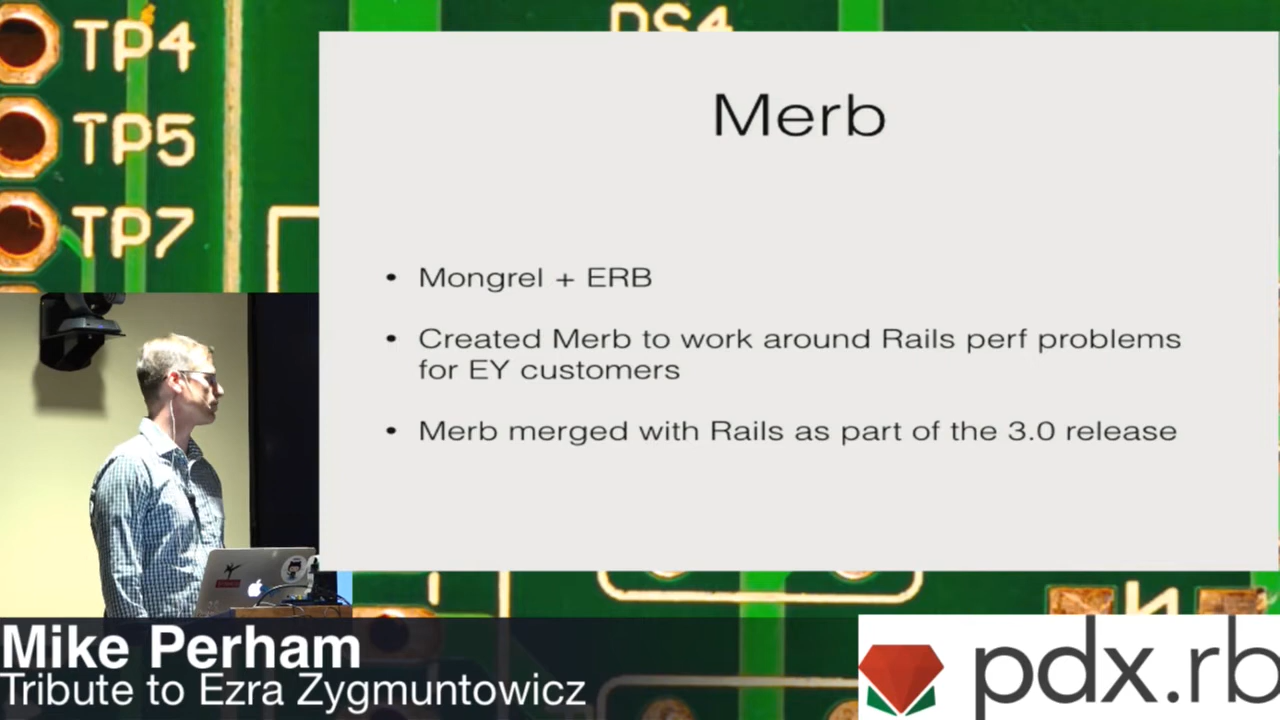 TP4
TP5
TP7
DS4
Merb
• Mongrel + ERB
• Created Merb to work around Rails perf problems
for EY customers
• Merb merged with Rails as part of the 3.0 release
Mike Perham
Tribute to Ezra Zygmuntowicz
pdx.rb